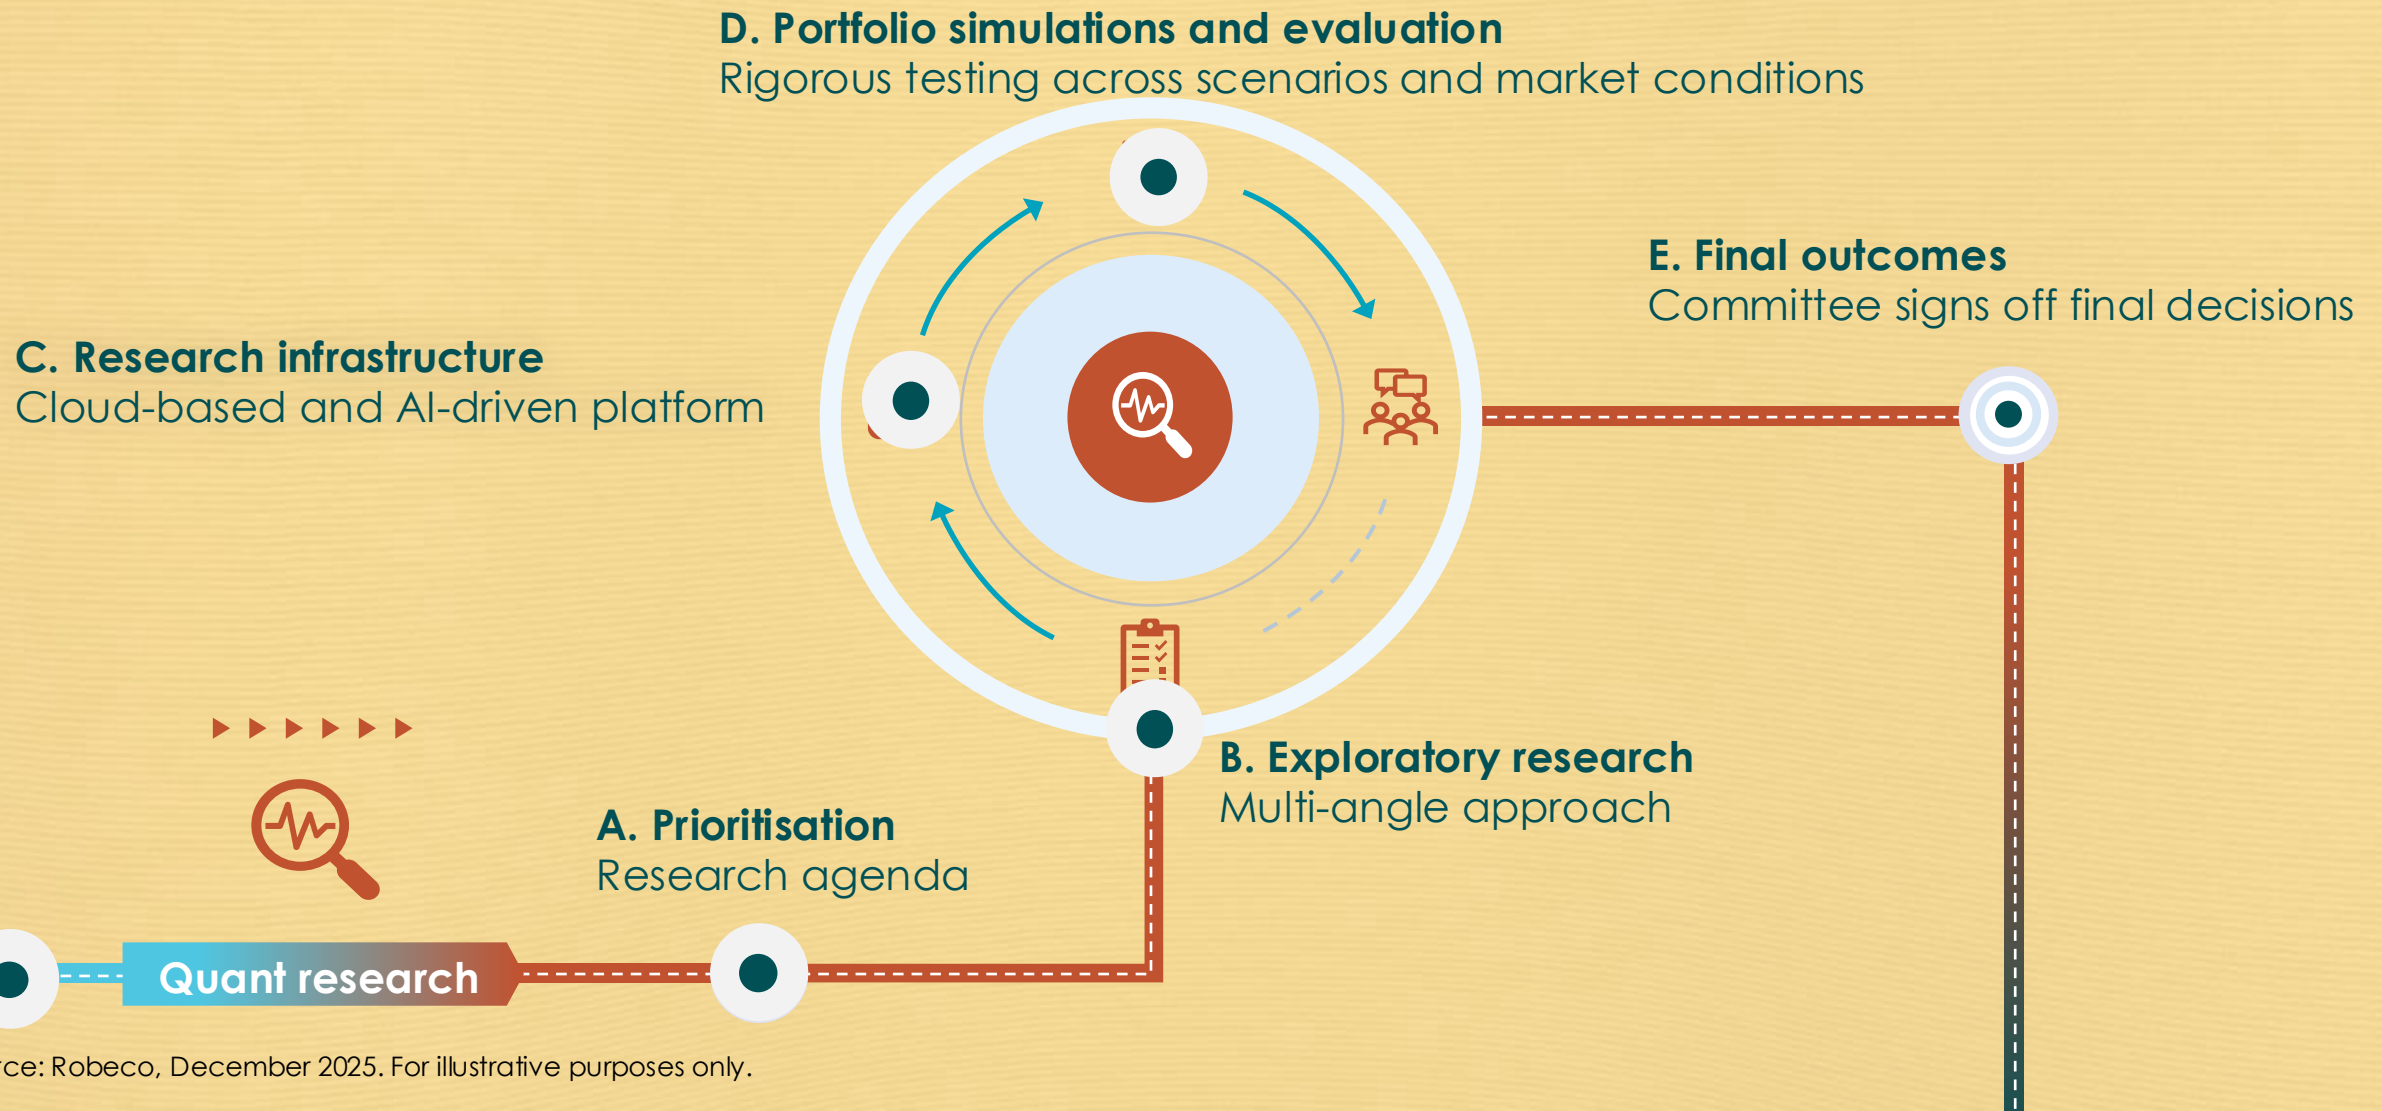 D. Portfolio simulations and evaluation
Rigorous testing across scenarios and market conditions
E. Final outcomes
Committee signs off final decisions
C. Research infrastructure
Cloud-based and AI-driven platform
B. Exploratory research
Multi-angle approach
A. Prioritisation
Research agenda
Quant research
rce: Robeco, December 2025. For illustrative purposes only.